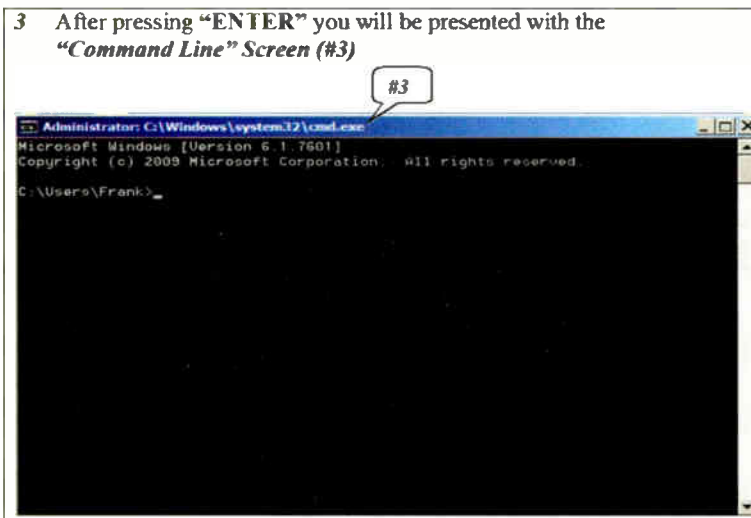 3 After pressing “ENTER” you will be presented with the
“Command Line” Screen (#3)
#3
Administrator: C:\Windows\system32\cmd.exe
Microsoft Windows [Version 6.1.7601]
Copyright (c) 2009 Microsoft Corporation. All rights reserved.
C:\Users\Frank>_